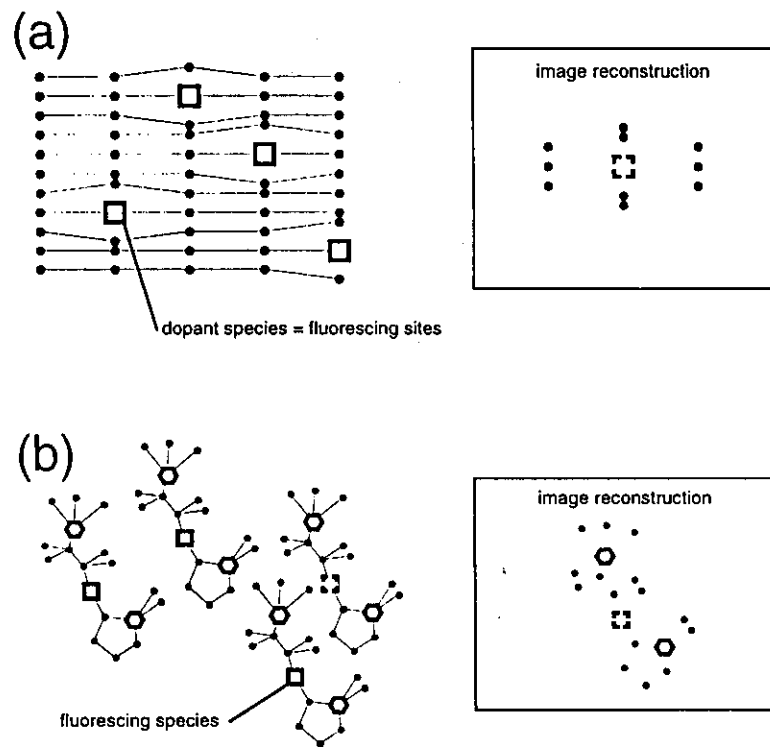 (a)
image reconstruction
dopant species = fluorescing sites
(b)
image reconstruction
fluorescing species